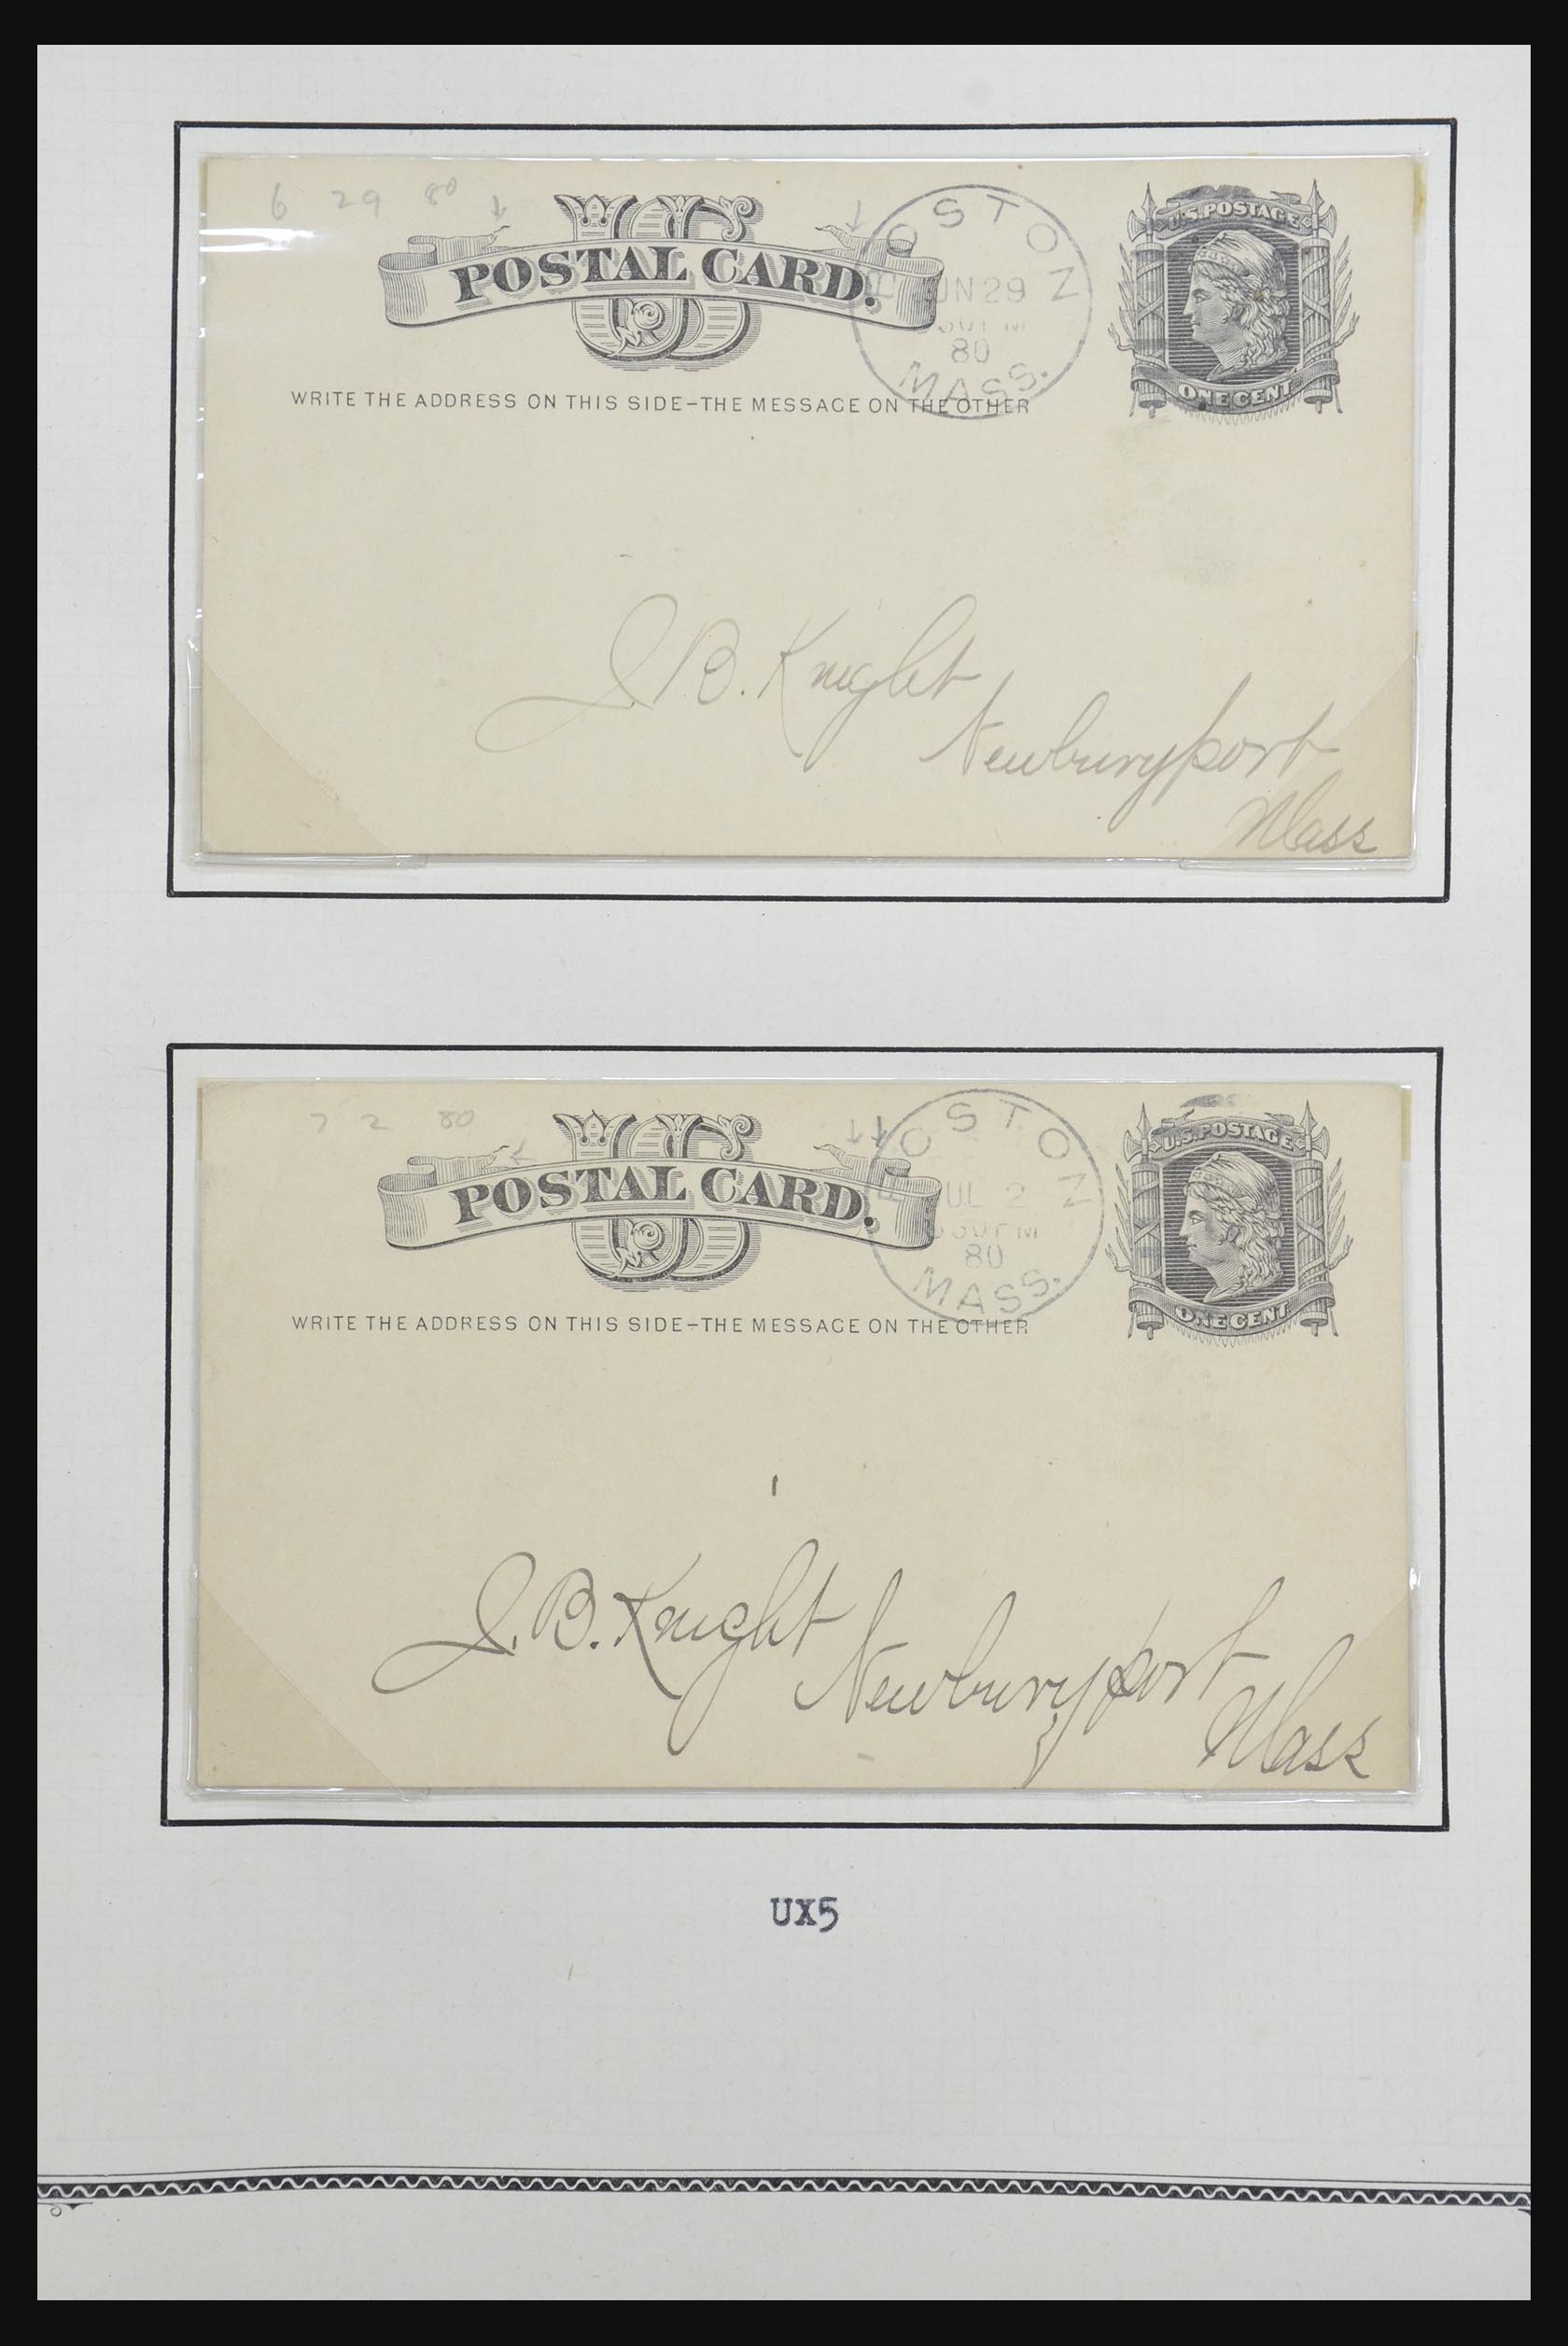 6 29 80
US
POSTAL CARD.
BOSTON
JUN 29
80
MASS.
U.S. POSTAGE
ONE CENT
WRITE THE ADDRESS ON THIS SIDE–THE MESSAGE ON THE OTHER
J. B. Knight
Newburyport
Mass
7 2 80
US
POSTAL CARD.
BOSTON
JUL 2
80
MASS.
U.S. POSTAGE
ONE CENT
WRITE THE ADDRESS ON THIS SIDE–THE MESSAGE ON THE OTHER
J. B. Knight
Newburyport
Mass
UX5